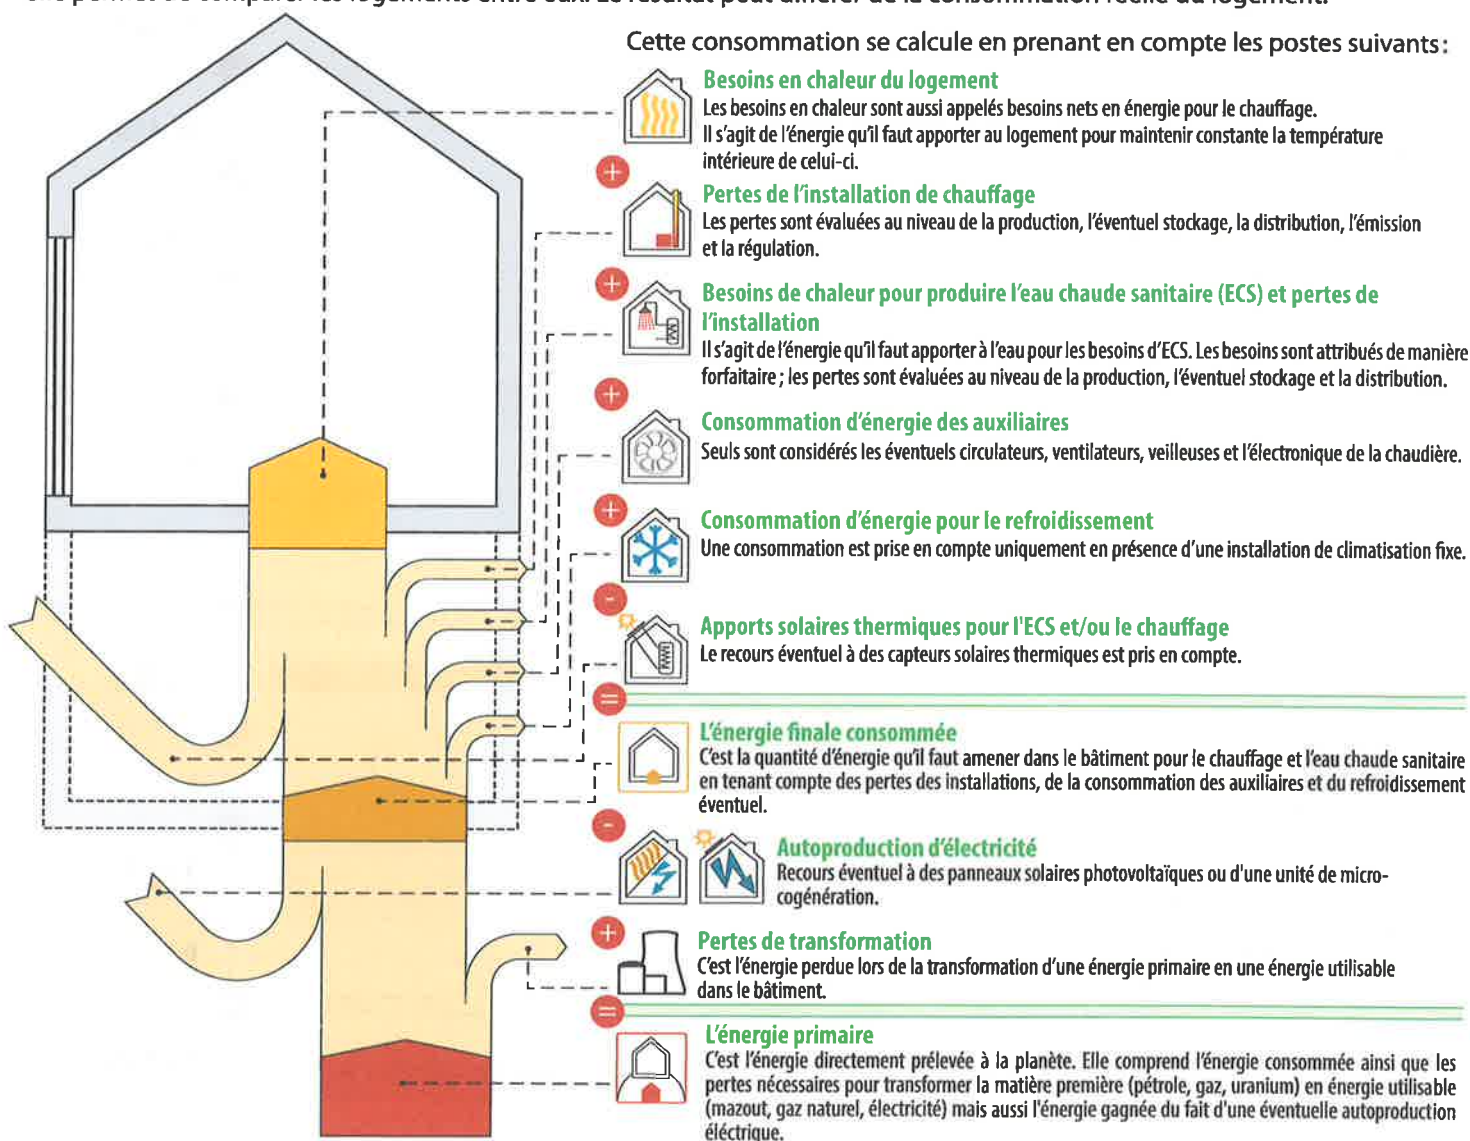 Cette consommation se calcule en prenant en compte les postes suivants :
Besoins en chaleur du logement
Les besoins en chaleur sont aussi appelés besoins nets en énergie pour le chauffage.
Il s'agit de l'énergie qu'il faut apporter au logement pour maintenir constante la température
intérieure de celui-ci.
+
Pertes de l'installation de chauffage
Les pertes sont évaluées au niveau de la production, l'éventuel stockage, la distribution, l'émission
et la régulation.
+
Besoins de chaleur pour produire l'eau chaude sanitaire (ECS) et pertes de
l'installation
Il s'agit de l'énergie qu'il faut apporter à l'eau pour les besoins d'ECS. Les besoins sont attribués de manière
forfaitaire ; les pertes sont évaluées au niveau de la production, l'éventuel stockage et la distribution.
+
Consommation d'énergie des auxiliaires
Seuls sont considérés les éventuels circulateurs, ventilateurs, veilleuses et l'électronique de la chaudière.
+
Consommation d'énergie pour le refroidissement
Une consommation est prise en compte uniquement en présence d'une installation de climatisation fixe.
-
Apports solaires thermiques pour l'ECS et/ou le chauffage
Le recours éventuel à des capteurs solaires thermiques est pris en compte.
=
L'énergie finale consommée
C'est la quantité d'énergie qu'il faut amener dans le bâtiment pour le chauffage et l'eau chaude sanitaire
en tenant compte des pertes des installations, de la consommation des auxiliaires et du refroidissement
éventuel.
-
Autoproduction d'électricité
Recours éventuel à des panneaux solaires photovoltaïques ou d'une unité de micro-
cogénération.
+
Pertes de transformation
C'est l'énergie perdue lors de la transformation d'une énergie primaire en une énergie utilisable
dans le bâtiment.
=
L'énergie primaire
C'est l'énergie directement prélevée à la planète. Elle comprend l'énergie consommée ainsi que les
pertes nécessaires pour transformer la matière première (pétrole, gaz, uranium) en énergie utilisable
(mazout, gaz naturel, électricité) mais aussi l'énergie gagnée du fait d'une éventuelle autoproduction
éléctrique.